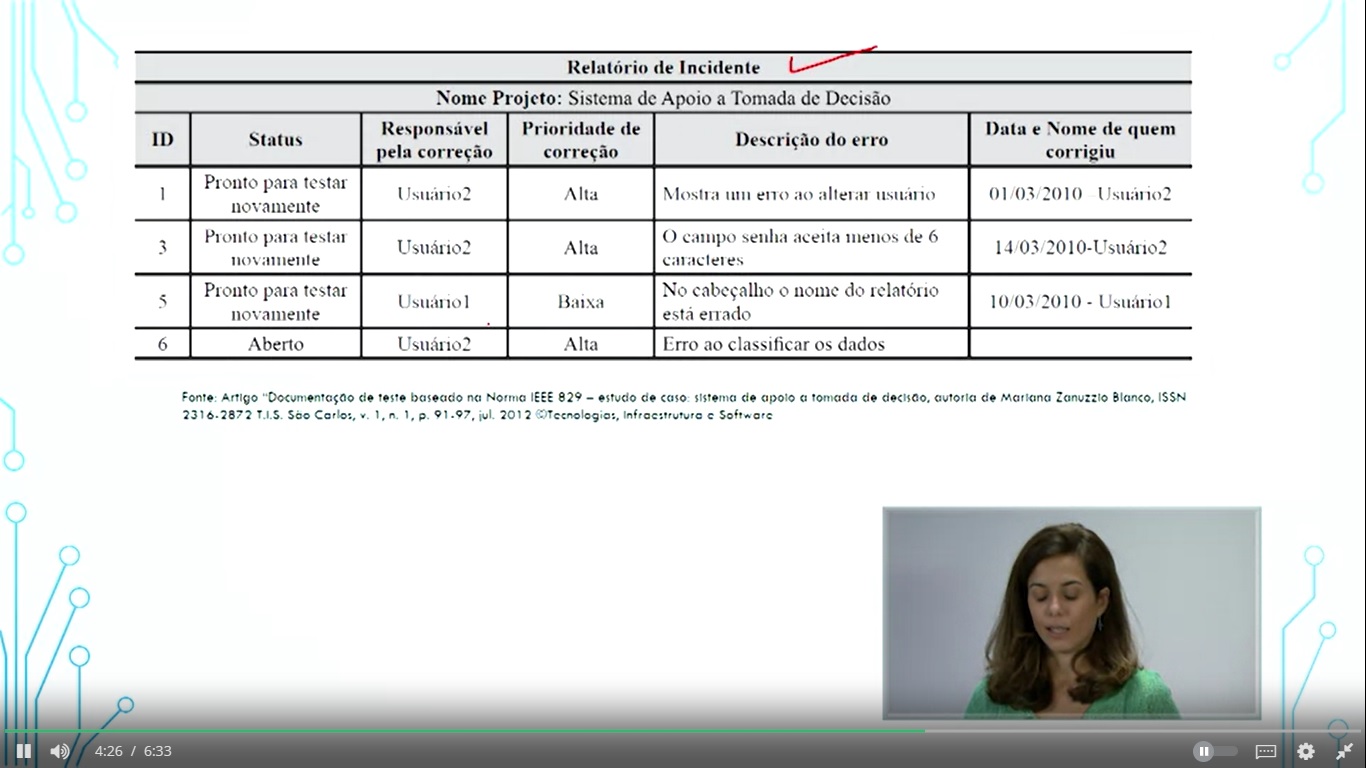 Relatório de Incidente
Nome Projeto: Sistema de Apoio a Tomada de Decisão
ID Status Responsável pela correção Prioridade de correção Descrição do erro Data e Nome de quem corrigiu
1 Pronto para testar novamente Usuário2 Alta Mostra um erro ao alterar usuário 01/03/2010 - Usuário2
3 Pronto para testar novamente Usuário2 Alta O campo senha aceita menos de 6 caracteres 14/03/2010-Usuário2
5 Pronto para testar novamente Usuário1 Baixa No cabeçalho o nome do relatório está errado 10/03/2010 - Usuário1
6 Aberto Usuário2 Alta Erro ao classificar os dados
Fonte: Artigo “Documentação de teste baseado na Norma IEEE 829 – estudo de caso: sistema de apoio a tomada de decisão, autoria de Mariana Zanuzzio Blanco, ISSN
2316-2872 T.I.S. São Carlos, v. 1, n. 1, p. 91-97, jul. 2012 ©Tecnologias, Infraestrutura e Software
4:26 / 6:33